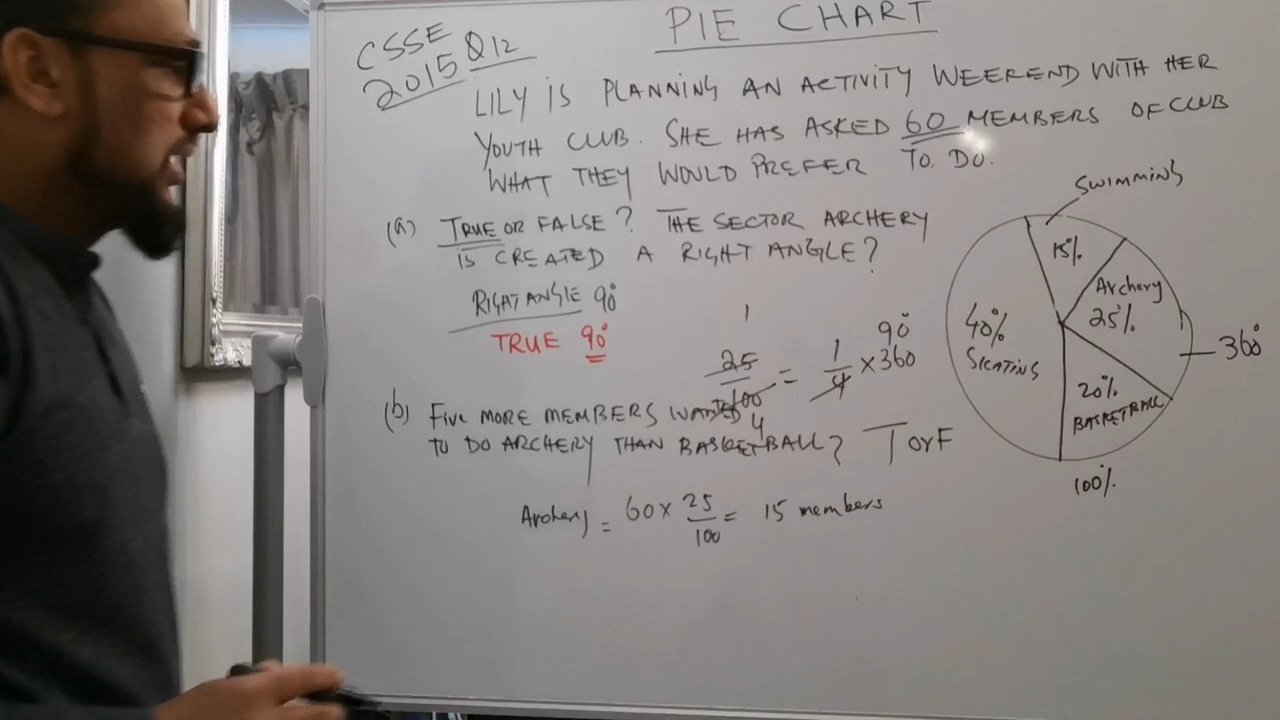 PIE CHART
CSSE
2015 Q12
LILY IS PLANNING AN ACTIVITY WEEKEND WITH HER
YOUTH CLUB. SHE HAS ASKED 60 MEMBERS OF CLUB
WHAT THEY WOULD PREFER TO DO.
(a) TRUE OR FALSE? THE SECTOR ARCHERY
IS CREATED A RIGHT ANGLE?
RIGHT ANGLE 90°
TRUE 90°
1
25/100 = 1/4 × 360
4
90°
(b) FIVE MORE MEMBERS WANTED
TO DO ARCHERY THAN BASKETBALL? T or F
Archery = 60 × 25/100 = 15 members
SWIMMING
15%
Archery
25%
40%
SKATING
20%
BASKETBALL
360°
100%